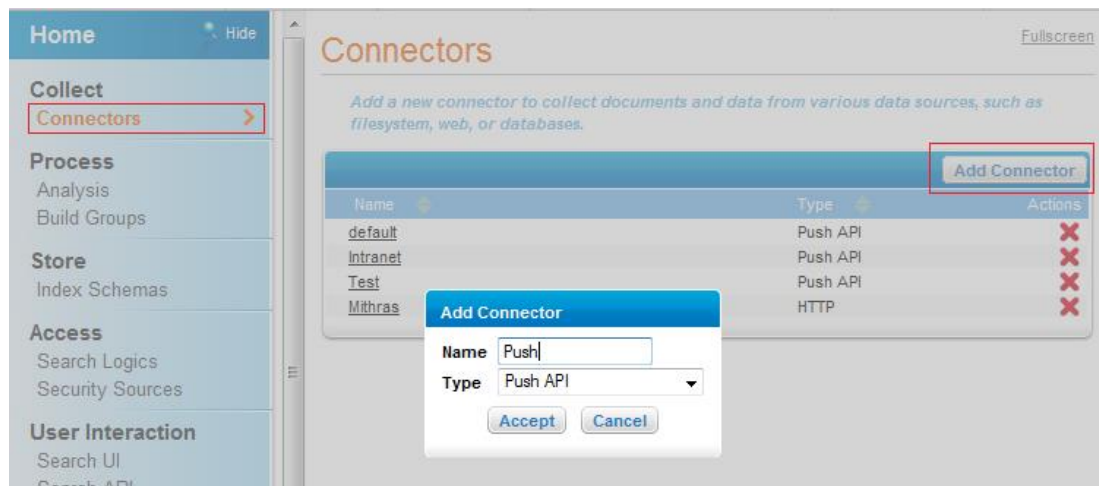 Home
Hide
Collect
Connectors
Process
Analysis
Build Groups
Store
Index Schemas
Access
Search Logics
Security Sources
User Interaction
Search UI
Search API
Connectors
Fullscreen
Add a new connector to collect documents and data from various data sources, such as
filesystem, web, or databases.
Add Connector
Name Type Actions
default Push API
Intranet Push API
Test Push API
Mithras HTTP
Add Connector
Name Push
Type Push API
Accept Cancel